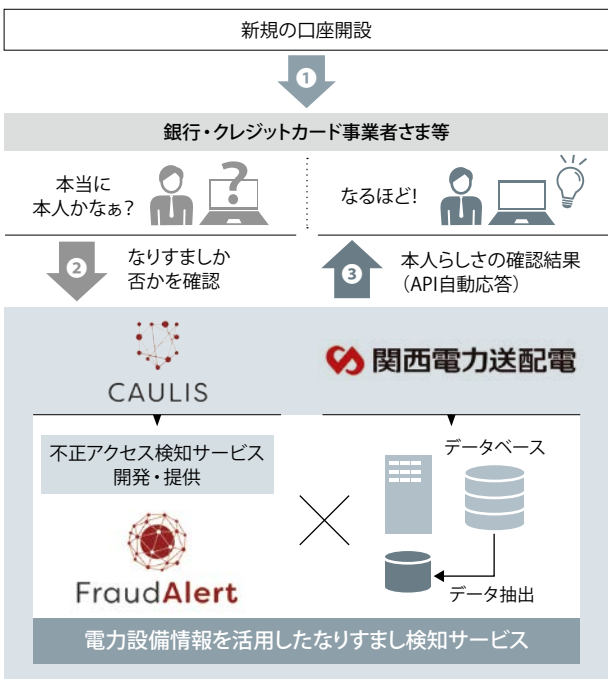 新規の口座開設
❶
銀行・クレジットカード事業者さま等
本当に
本人かなぁ?
?
なるほど!
❷
なりすましか
否かを確認
❸
本人らしさの確認結果
（API自動応答）
CAULIS
関西電力送配電
不正アクセス検知サービス
開発・提供
FraudAlert
データベース
データ抽出
電力設備情報を活用したなりすまし検知サービス